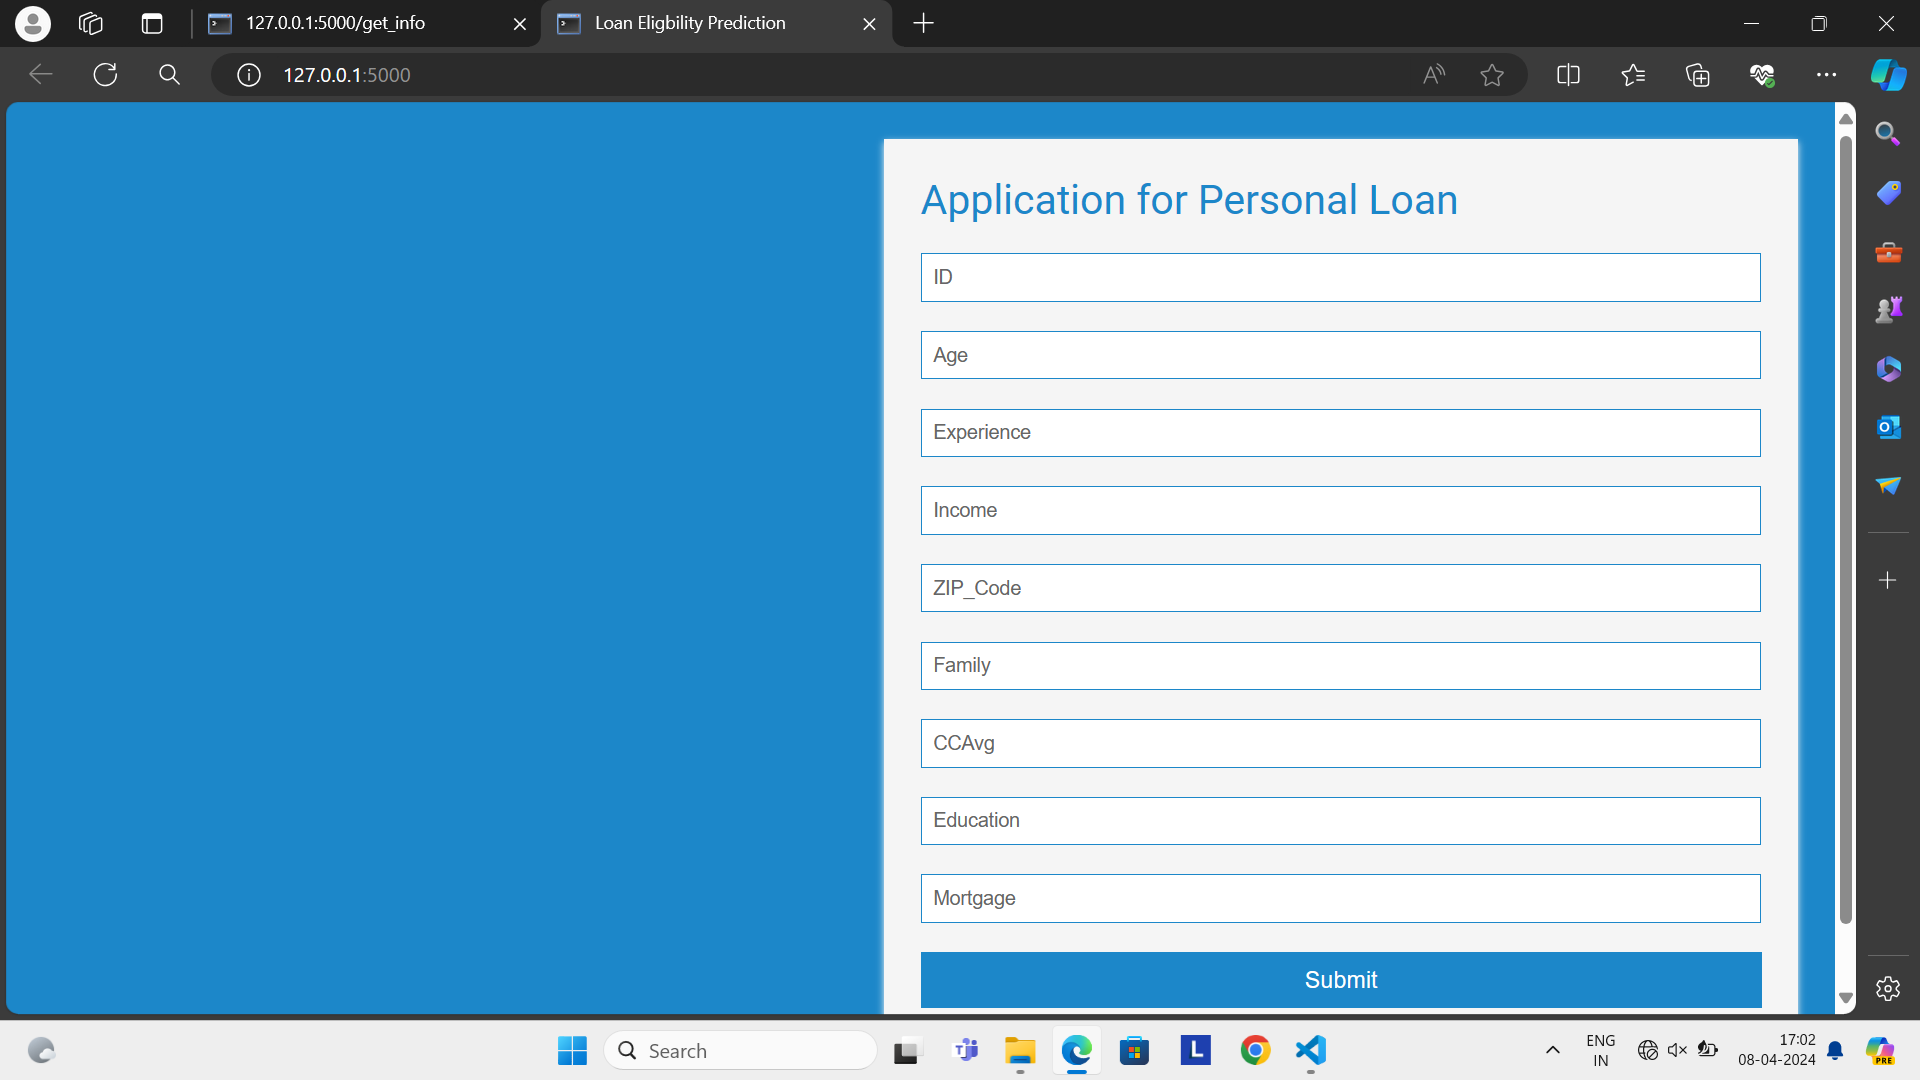 127.0.0.1:5000/get_info
Loan Eligbility Prediction
127.0.0.1:5000
Application for Personal Loan
ID
Age
Experience
Income
ZIP_Code
Family
CCAvg
Education
Mortgage
Submit
Search
L
ENG
IN
17:02
08-04-2024
PRE